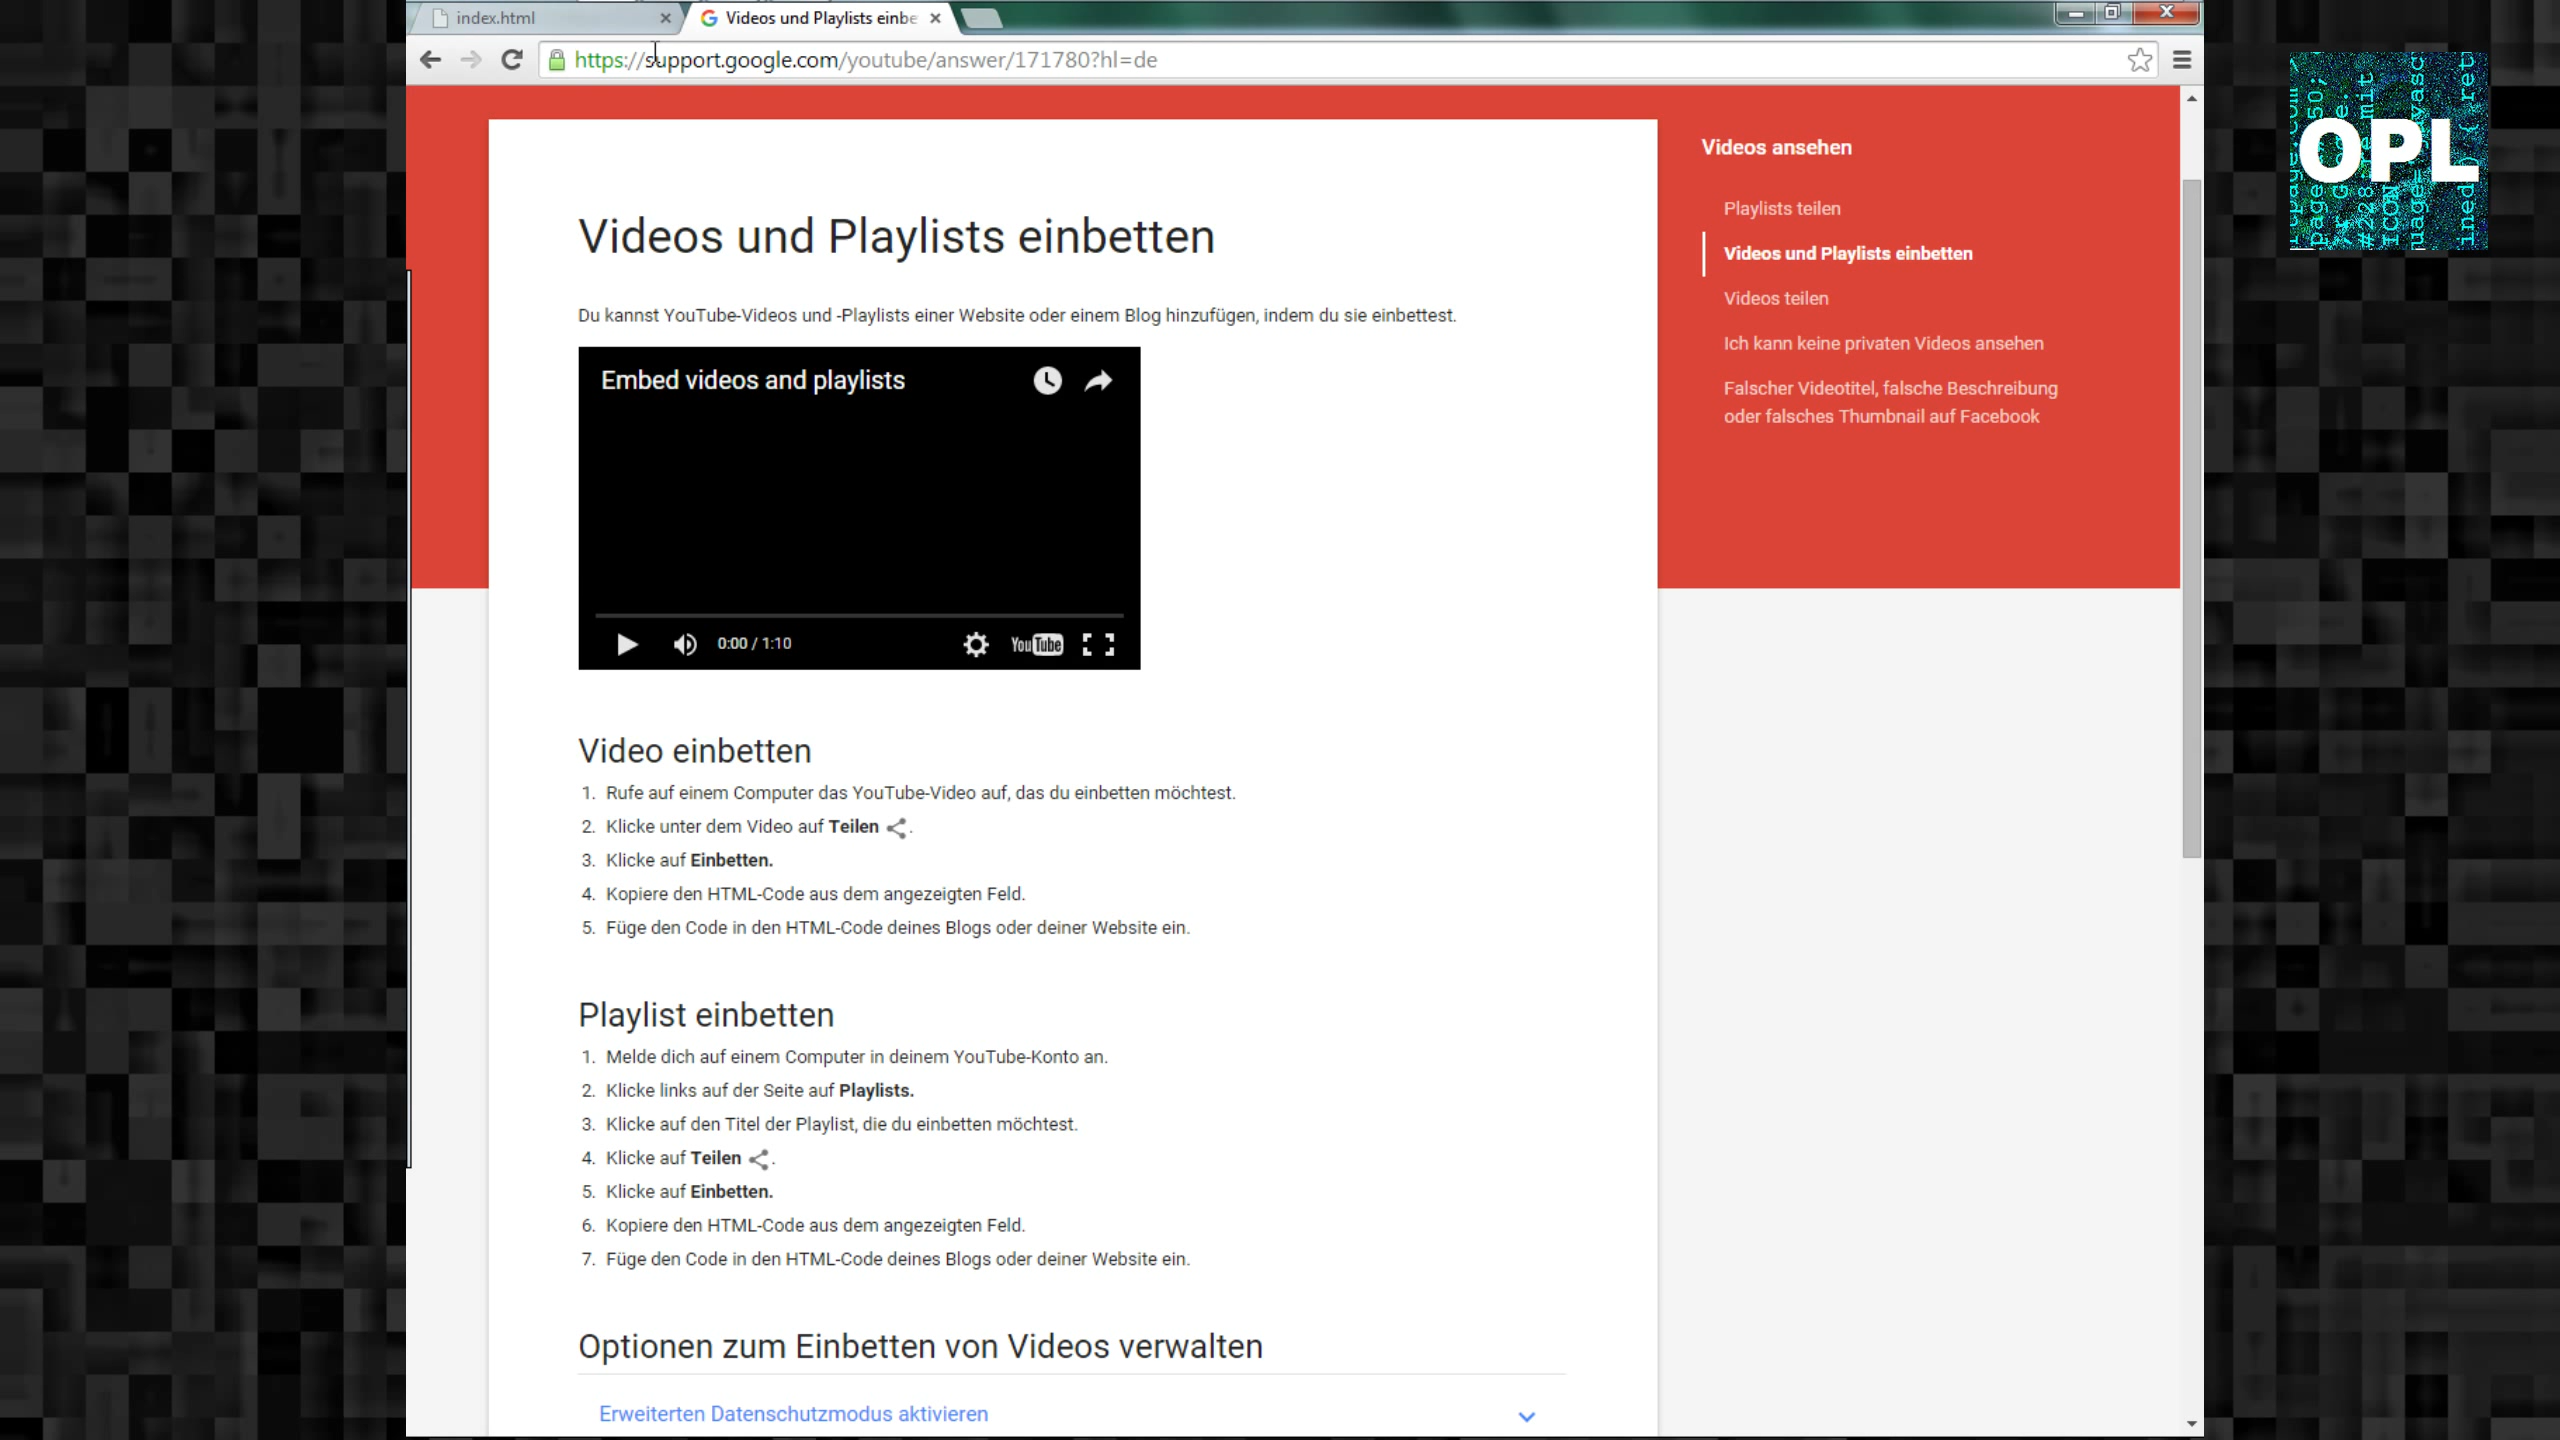 index.html
Videos und Playlists einbe
https://support.google.com/youtube/answer/171780?hl=de
Videos und Playlists einbetten
Du kannst YouTube-Videos und -Playlists einer Website oder einem Blog hinzufügen, indem du sie einbettest.
Embed videos and playlists
0:00 / 1:10
YouTube
Video einbetten
1. Rufe auf einem Computer das YouTube-Video auf, das du einbetten möchtest.
2. Klicke unter dem Video auf Teilen .
3. Klicke auf Einbetten.
4. Kopiere den HTML-Code aus dem angezeigten Feld.
5. Füge den Code in den HTML-Code deines Blogs oder deiner Website ein.
Playlist einbetten
1. Melde dich auf einem Computer in deinem YouTube-Konto an.
2. Klicke links auf der Seite auf Playlists.
3. Klicke auf den Titel der Playlist, die du einbetten möchtest.
4. Klicke auf Teilen .
5. Klicke auf Einbetten.
6. Kopiere den HTML-Code aus dem angezeigten Feld.
7. Füge den Code in den HTML-Code deines Blogs oder deiner Website ein.
Optionen zum Einbetten von Videos verwalten
Erweiterten Datenschutzmodus aktivieren
Videos ansehen
Playlists teilen
Videos und Playlists einbetten
Videos teilen
Ich kann keine privaten Videos ansehen
Falscher Videotitel, falsche Beschreibung
oder falsches Thumbnail auf Facebook
OPL